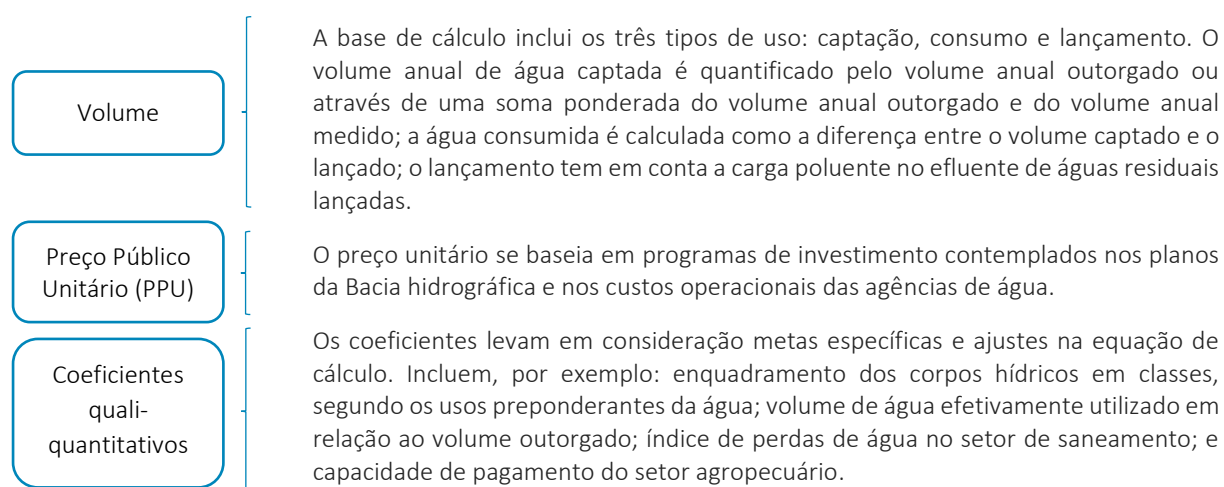 Volume
A base de cálculo inclui os três tipos de uso: captação, consumo e lançamento. O
volume anual de água captada é quantificado pelo volume anual outorgado ou
através de uma soma ponderada do volume anual outorgado e do volume anual
medido; a água consumida é calculada como a diferença entre o volume captado e o
lançado; o lançamento tem em conta a carga poluente no efluente de águas residuais
lançadas.
Preço Público
Unitário (PPU)
O preço unitário se baseia em programas de investimento contemplados nos planos
da Bacia hidrográfica e nos custos operacionais das agências de água.
Coeficientes
quali-
quantitativos
Os coeficientes levam em consideração metas específicas e ajustes na equação de
cálculo. Incluem, por exemplo: enquadramento dos corpos hídricos em classes,
segundo os usos preponderantes da água; volume de água efetivamente utilizado em
relação ao volume outorgado; índice de perdas de água no setor de saneamento; e
capacidade de pagamento do setor agropecuário.